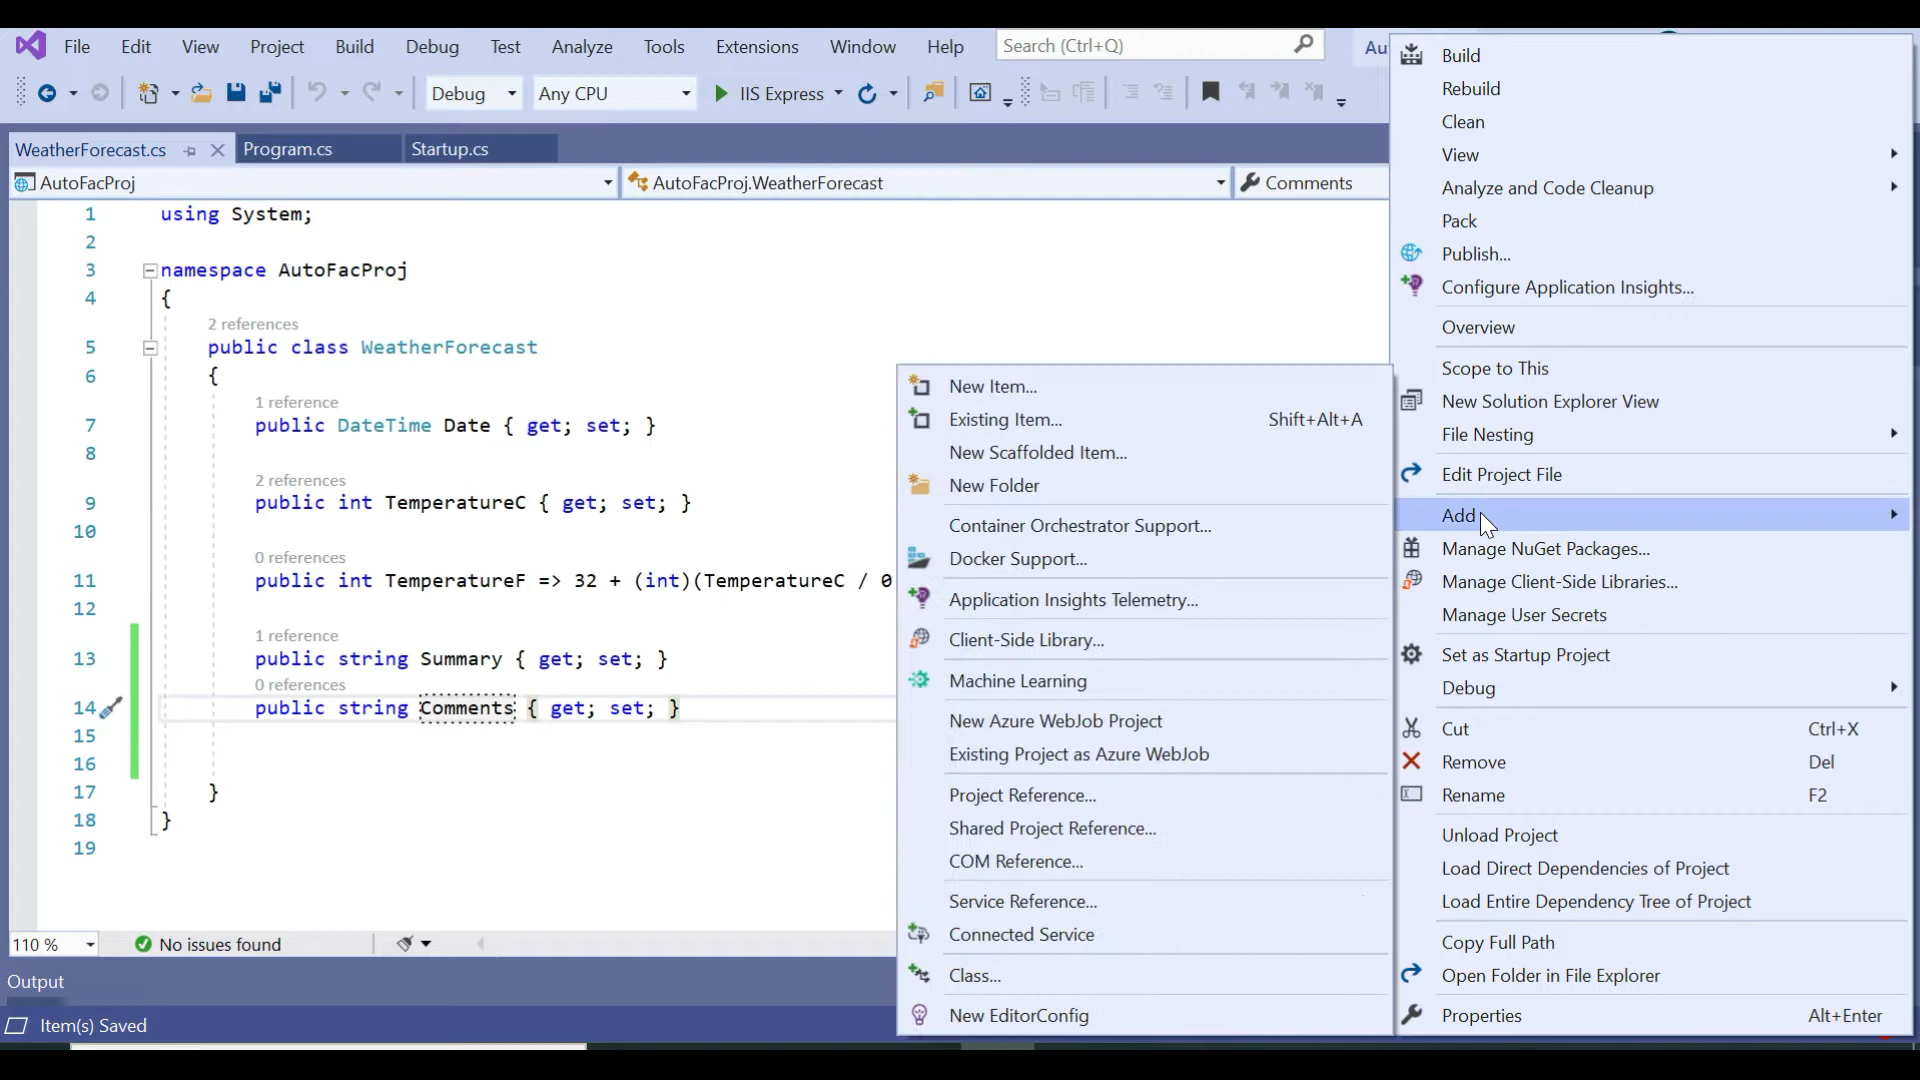 File Edit View Project Build Debug Test Analyze Tools Extensions Window Help Search (Ctrl+Q) Au
Debug Any CPU IIS Express
WeatherForecast.cs Program.cs Startup.cs
AutoFacProj AutoFacProj.WeatherForecast Comments
1 using System;
2
3 namespace AutoFacProj
4 {
2 references
5 public class WeatherForecast
6 {
1 reference
7 public DateTime Date { get; set; }
8
2 references
9 public int TemperatureC { get; set; }
10
0 references
11 public int TemperatureF => 32 + (int)(TemperatureC / 0
12
1 reference
13 public string Summary { get; set; }
0 references
14 public string Comments { get; set; }
15
16
17 }
18 }
19
110 % No issues found
Output
Item(s) Saved
New Item...
Existing Item... Shift+Alt+A
New Scaffolded Item...
New Folder
Container Orchestrator Support...
Docker Support...
Application Insights Telemetry...
Client-Side Library...
Machine Learning
New Azure WebJob Project
Existing Project as Azure WebJob
Project Reference...
Shared Project Reference...
COM Reference...
Service Reference...
Connected Service
Class...
New EditorConfig
Build
Rebuild
Clean
View
Analyze and Code Cleanup
Pack
Publish...
Configure Application Insights...
Overview
Scope to This
New Solution Explorer View
File Nesting
Edit Project File
Add
Manage NuGet Packages...
Manage Client-Side Libraries...
Manage User Secrets
Set as Startup Project
Debug
Cut Ctrl+X
Remove Del
Rename F2
Unload Project
Load Direct Dependencies of Project
Load Entire Dependency Tree of Project
Copy Full Path
Open Folder in File Explorer
Properties Alt+Enter